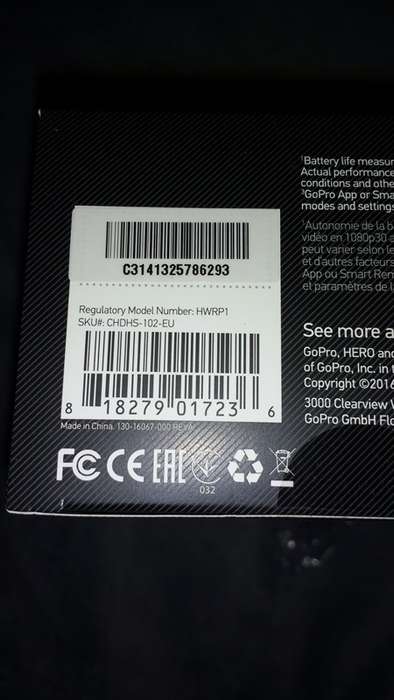 C3141325786293
Regulatory Model Number: HWRP1
SKU#: CHDHS-102-EU
8 18279 01723 6
Made in China. 130-16067-000 REVA
FC CE EAC
032
¹Battery life measur
Actual performance
conditions and othe
³GoPro App or Sma
modes and settings
¹Autonomie de la b
vidéo en 1080p30 a
peut varier selon le
et d'autres facteurs
App ou Smart Rem
et paramètres de l
See more a
GoPro, HERO and
of GoPro, Inc. in t
Copyright ©2016
3000 Clearview W
GoPro GmbH Flo